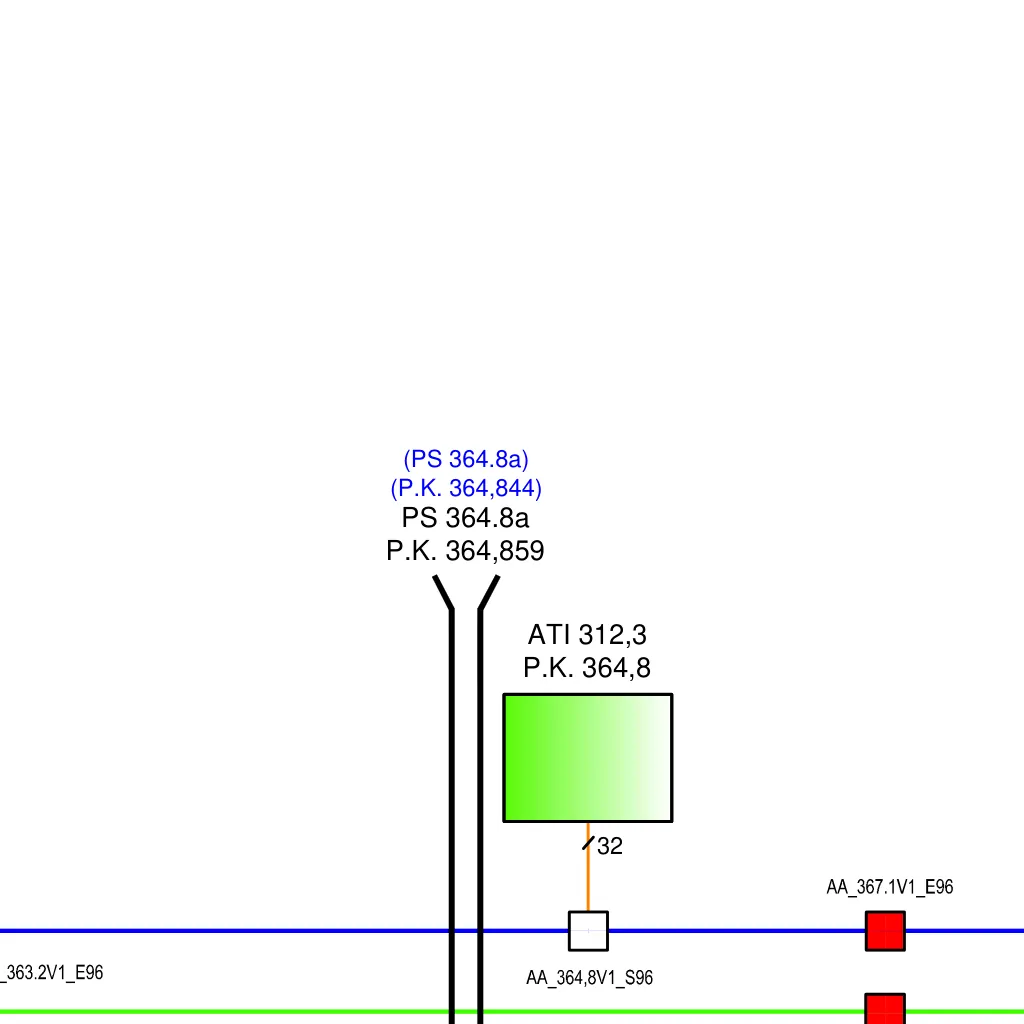 (PS 364.8a)
(P.K. 364,844)
PS 364.8a
P.K. 364,859
ATI 312,3
P.K. 364,8
32
AA_367.1V1_E96
_363.2V1_E96
AA_364,8V1_S96